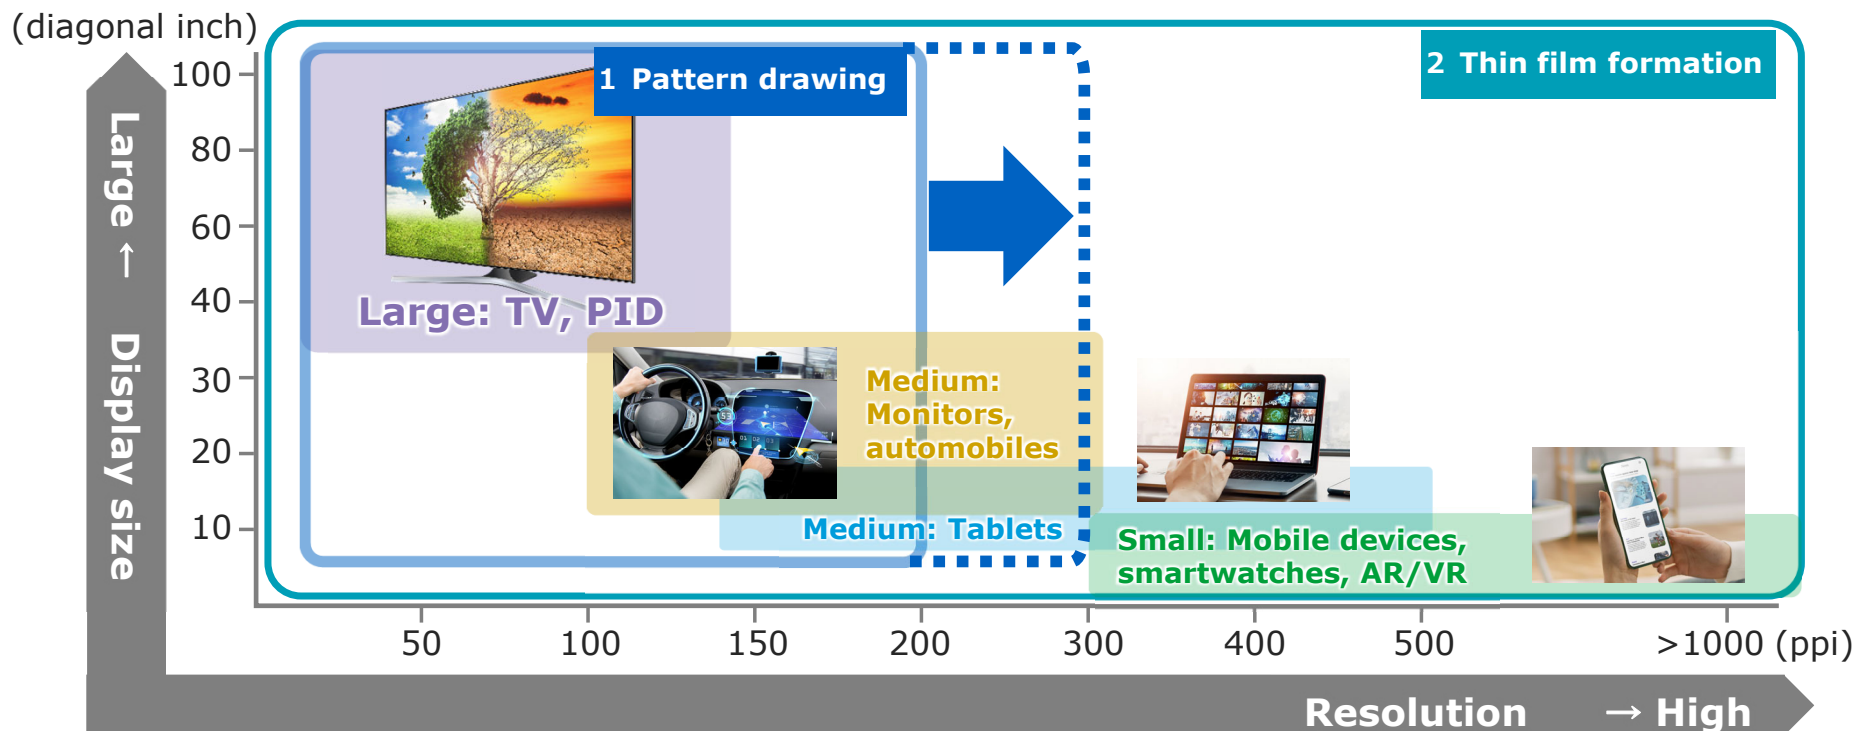 (diagonal inch)
100
80
60
40
30
20
10
Large ← Display size
1 Pattern drawing
2 Thin film formation
Large: TV, PID
Medium:
Monitors,
automobiles
Medium: Tablets
Small: Mobile devices,
smartwatches, AR/VR
50 100 150 200 300 400 500 >1000 (ppi)
Resolution → High